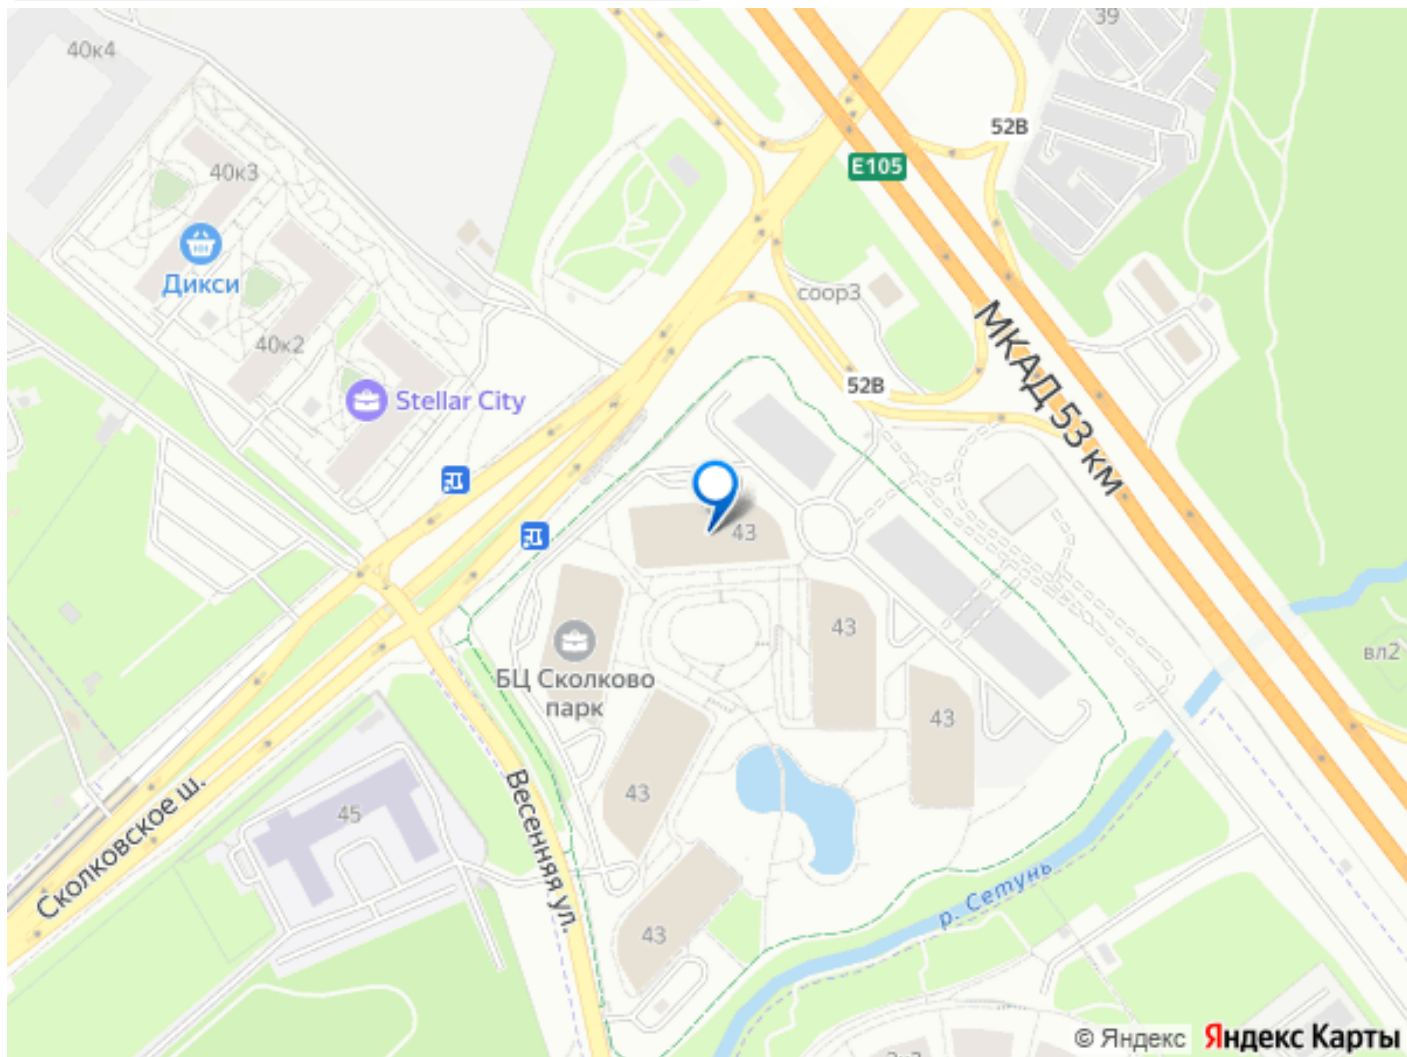 39
40к4
52В
E105
40к3
Дикси
соор3
40к2
52В
МКАД 53 км
Stellar City
43
43
БЦ Сколково
парк
вл2
43
43
45
Сколковское ш.
Весенняя ул.
р. Сетунь
43
© Яндекс
Яндекс Карты